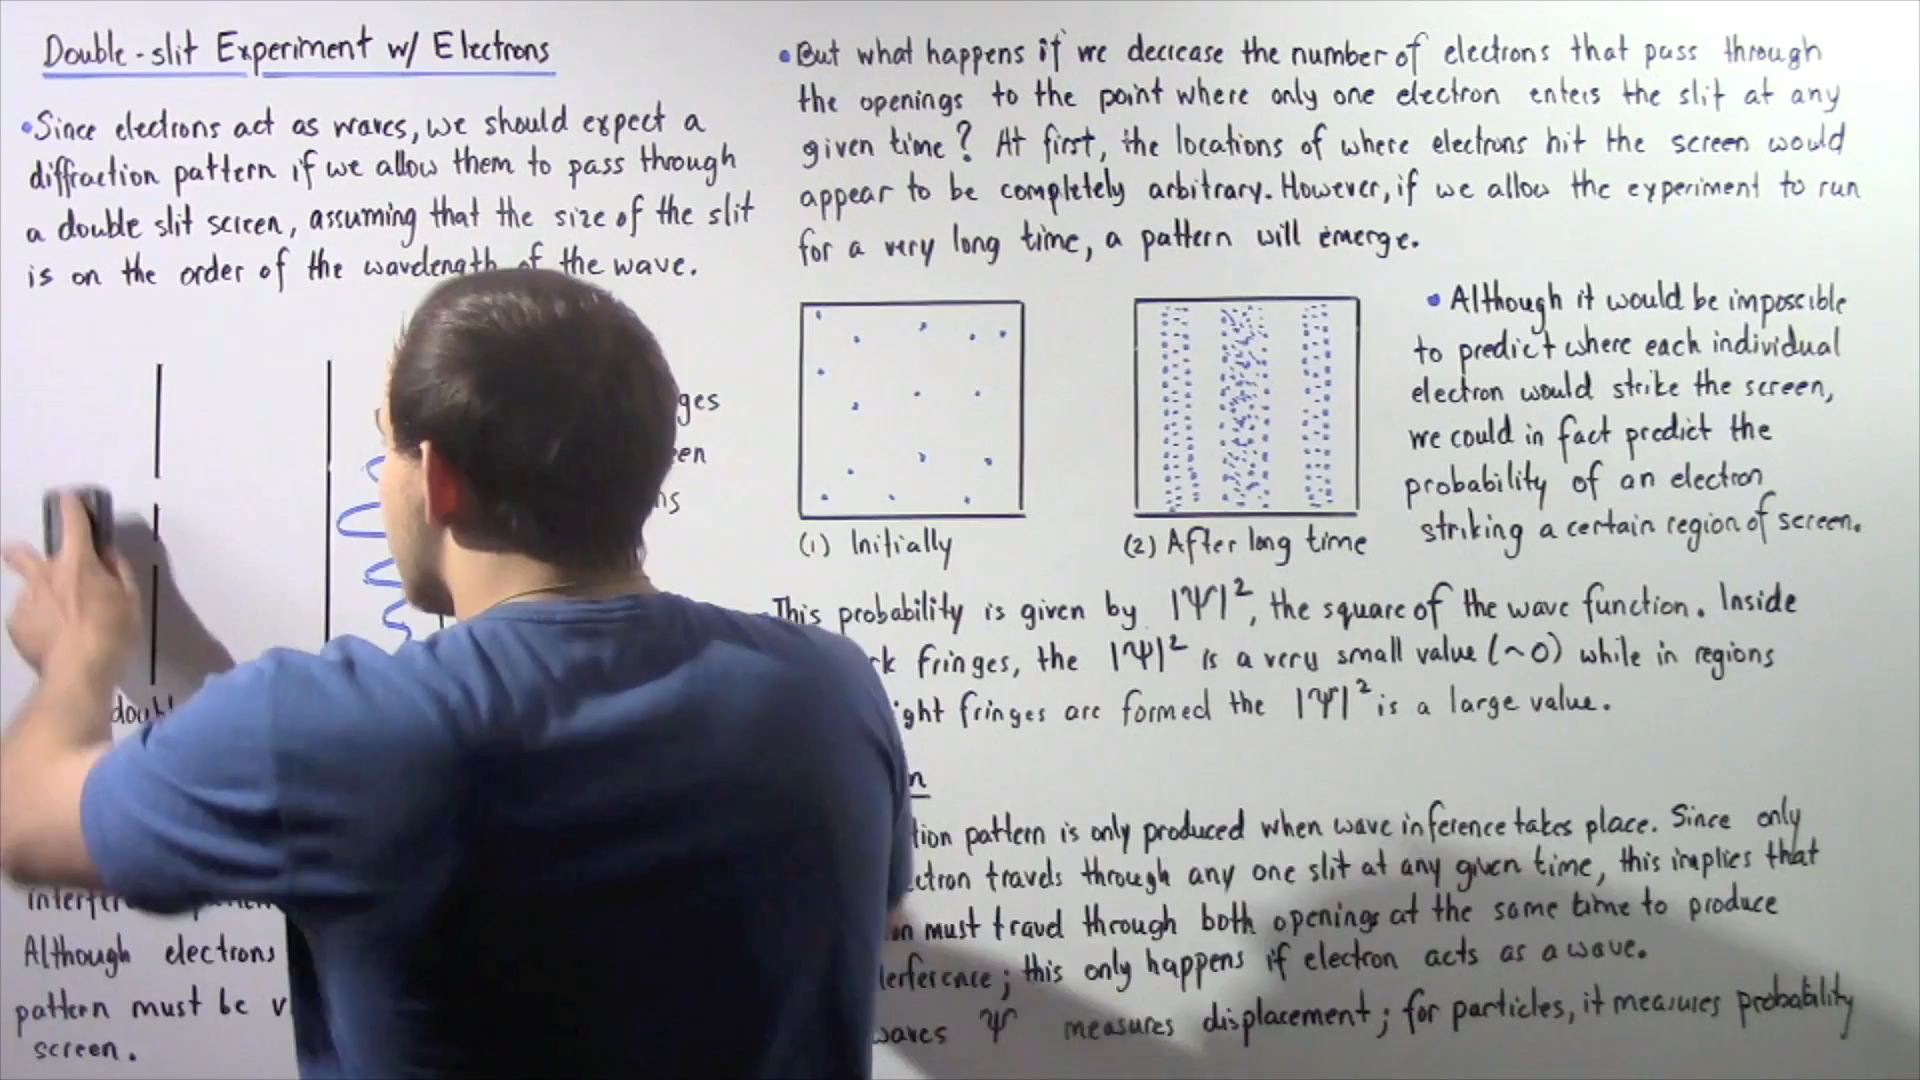 Double-slit Experiment w/ Electrons
•Since electrons act as waves, we should expect a
diffraction pattern if we allow them to pass through
a double slit screen, assuming that the size of the slit
is on the order of the wavelength of the wave.
Although electrons
pattern must be
screen.
•But what happens if we decrease the number of electrons that pass through
the openings to the point where only one electron enters the slit at any
given time? At first, the locations of where electrons hit the screen would
appear to be completely arbitrary. However, if we allow the experiment to run
for a very long time, a pattern will emerge.
(1) Initially
(2) After long time
• Although it would be impossible
to predict where each individual
electron would strike the screen,
we could in fact predict the
probability of an electron
striking a certain region of screen.
This probability is given by |Ψ|², the square of the wave function. Inside
fringes, the |Ψ|² is a very small value (~0) while in regions
fringes are formed the |Ψ|² is a large value.
pattern is only produced when wave inference takes place. Since only
travels through any one slit at any given time, this implies that
must travel through both openings at the same time to produce
; this only happens if electron acts as a wave.
waves Ψ measures displacement; for particles, it measures probability